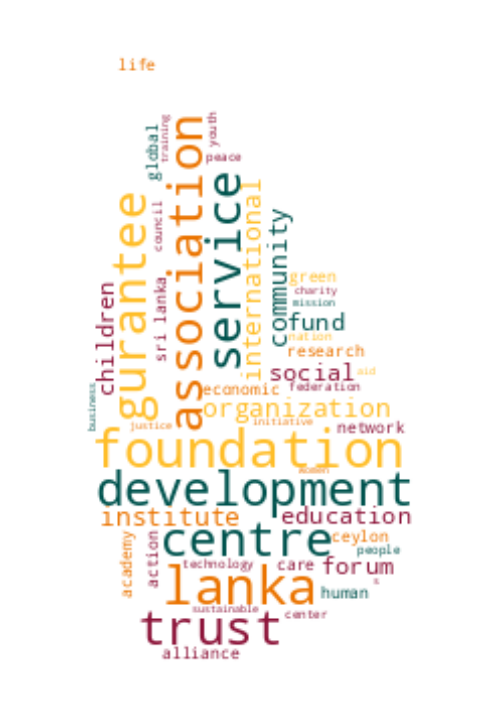 life
global
training
association
youth
peace
gurantee
council
service
international
community
children
sri lanka
green
charity
mission
fund
nation
research
social
aid
business
economic
federation
organization
justice
initiative
network
foundation
women
development
institute
education
centre
ceylon
people
academy
action
technology
care
forum
s
lanka
human
sustainable
center
trust
alliance